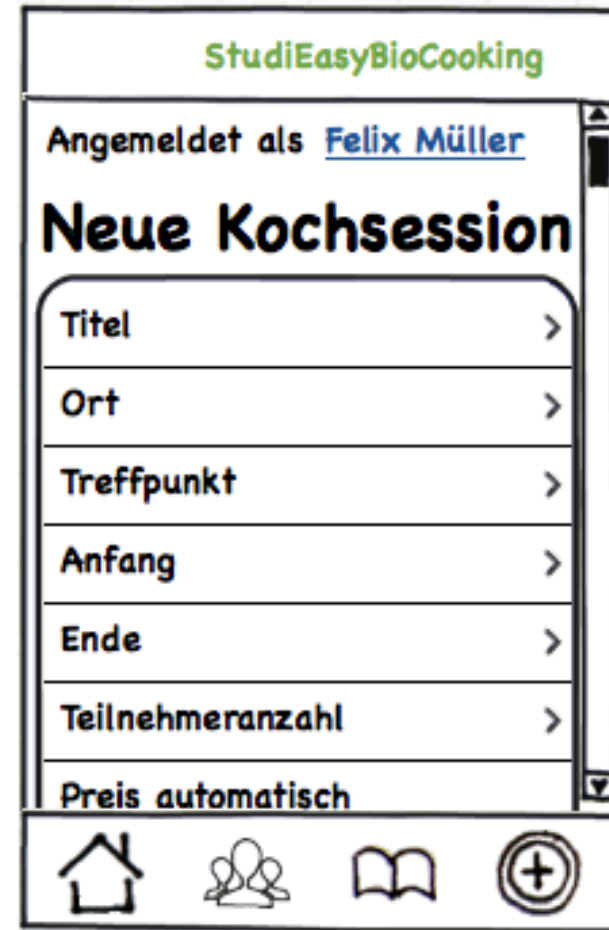 StudiEasyBioCooking
Angemeldet als Felix Müller
Neue Kochsession
Titel
Ort
Treffpunkt
Anfang
Ende
Teilnehmeranzahl
Preis automatisch